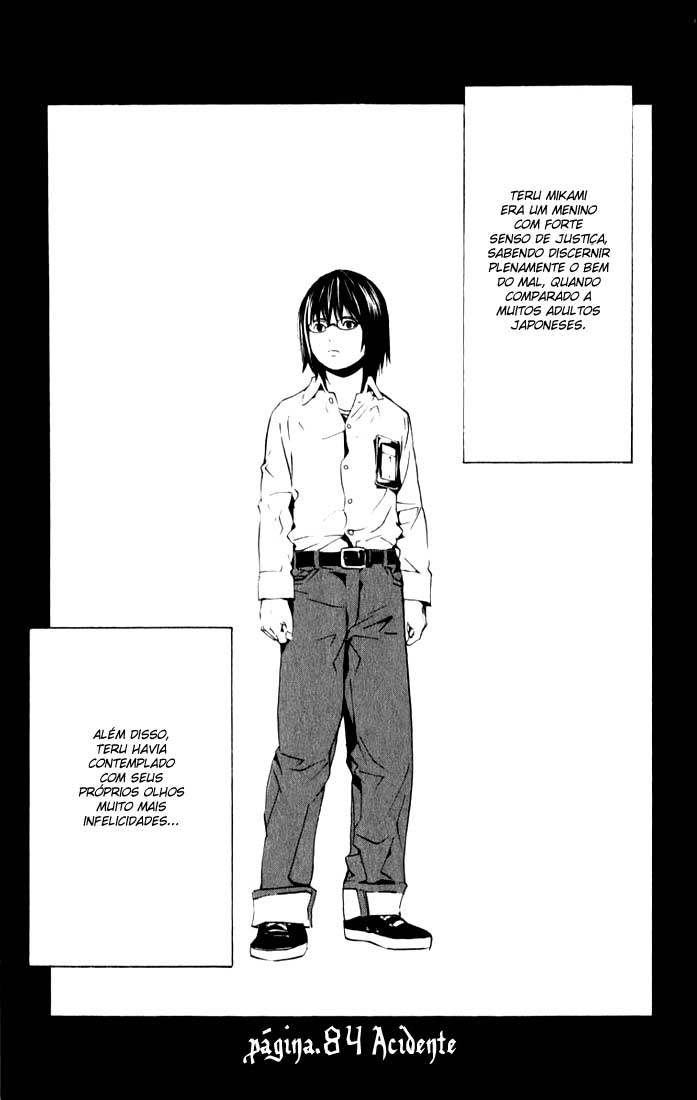 TERU MIKAMI
ERA UM MENINO
COM FORTE
SENSO DE JUSTIÇA,
SABENDO DISCERNIR
PLENAMENTE O BEM
DO MAL, QUANDO
COMPARADO A
MUITOS ADULTOS
JAPONESES.
ALÉM DISSO,
TERU HAVIA
CONTEMPLADO
COM SEUS
PRÓPRIOS OLHOS
MUITO MAIS
INFELICIDADES...
página.84 Acidente